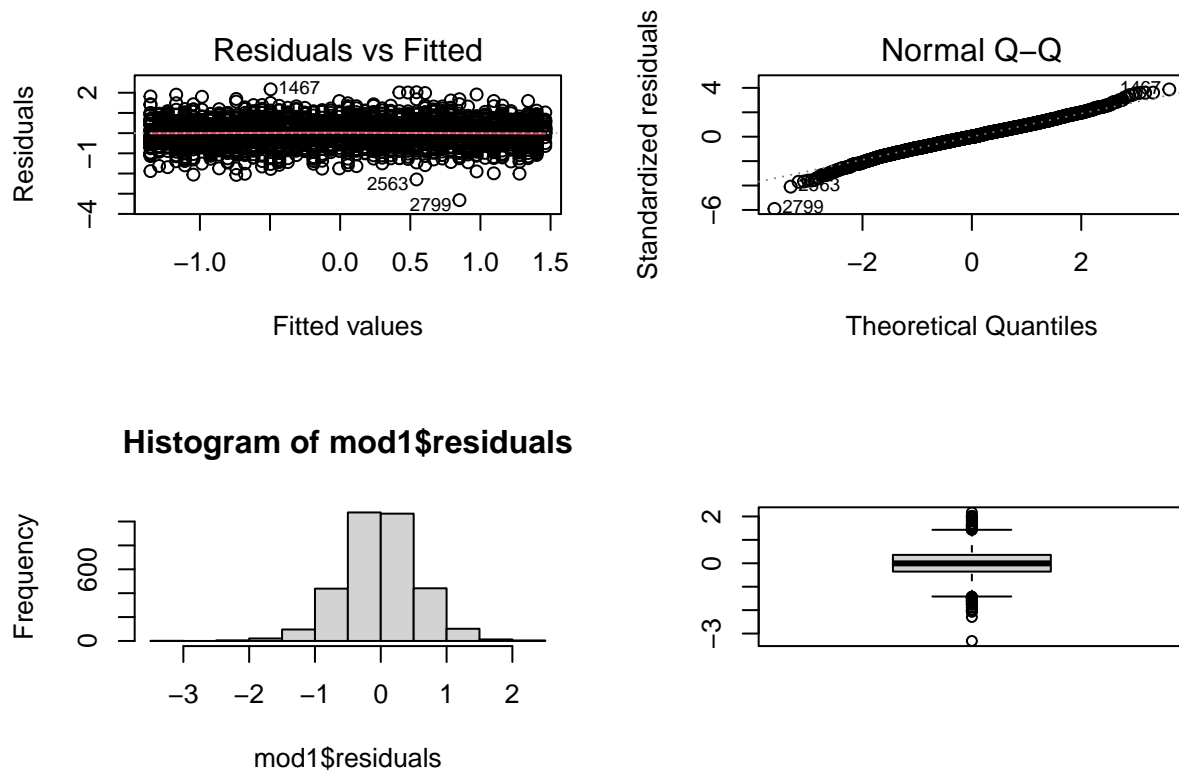 Residuals vs Fitted
Residuals
2
−1
−4
1467
2563
2799
−1.0 0.0 0.5 1.0 1.5
Fitted values
Normal Q−Q
Standardized residuals
4
0
−6
1467
2563
2799
−2 0 2
Theoretical Quantiles
Histogram of mod1$residuals
Frequency
600
0
−3 −2 −1 0 1 2
mod1$residuals
2
0
−3